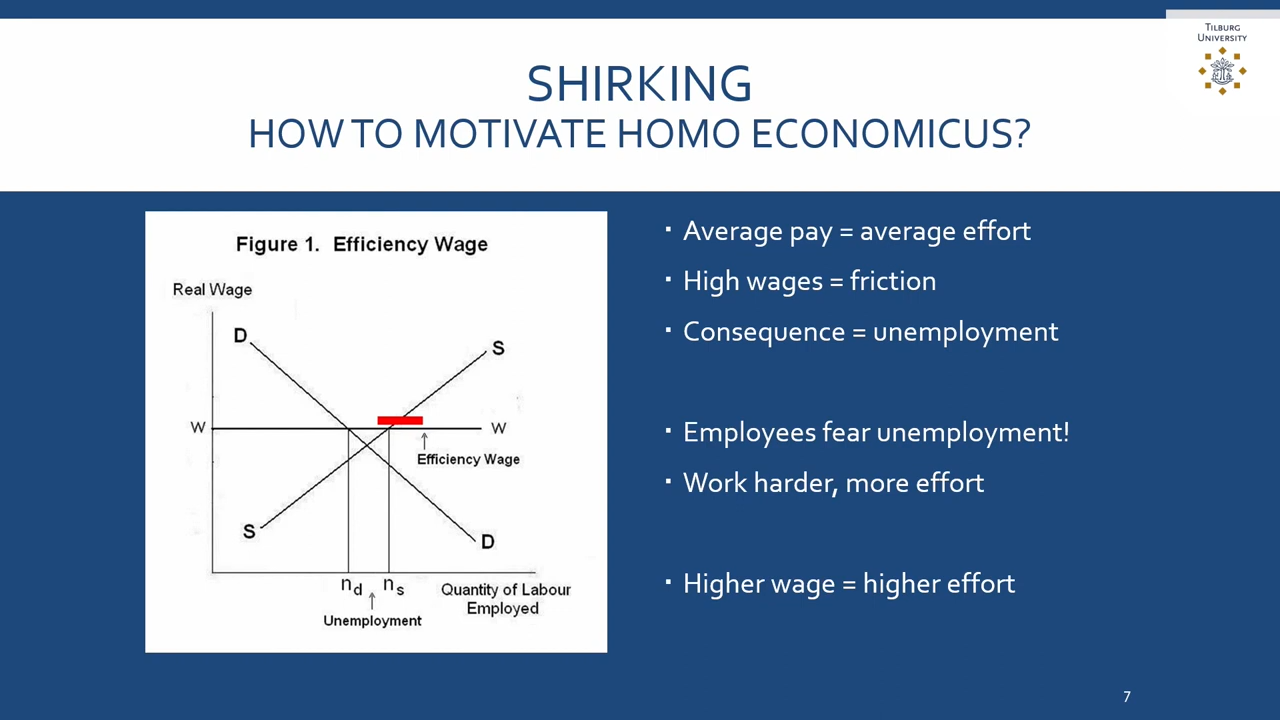 TILBURG
UNIVERSITY
SHIRKING
HOW TO MOTIVATE HOMO ECONOMICUS?
Figure 1. Efficiency Wage
Real Wage
D
S
W
W
Efficiency Wage
S
D
nd
ns
Quantity of Labour
Employed
Unemployment
▪ Average pay = average effort
▪ High wages = friction
▪ Consequence = unemployment
▪ Employees fear unemployment!
▪ Work harder, more effort
▪ Higher wage = higher effort
7